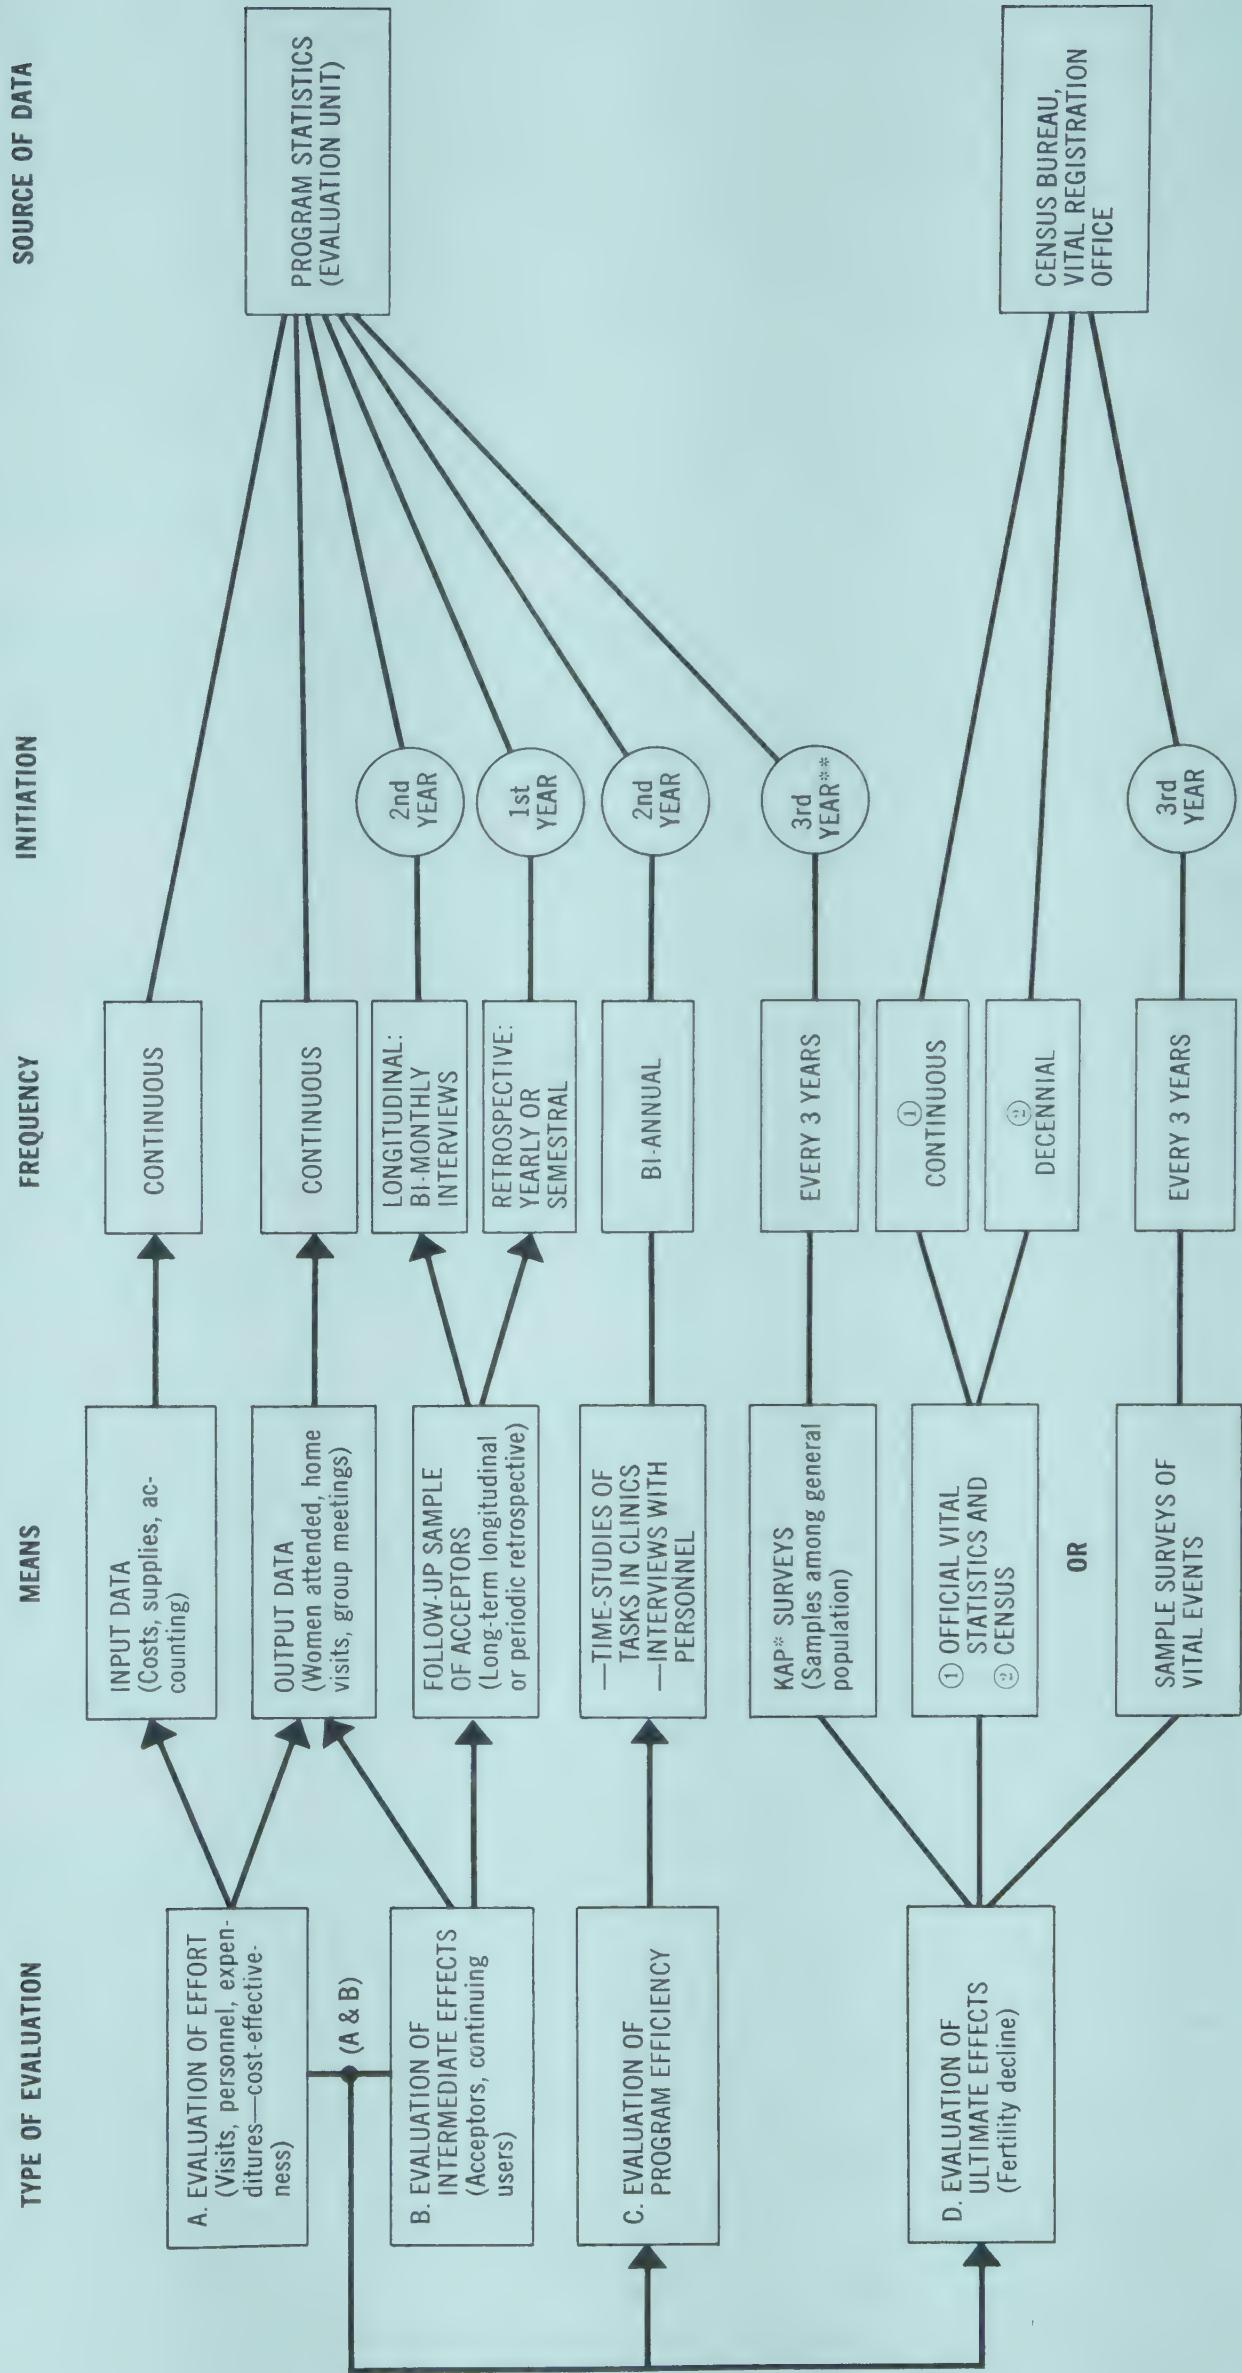 TYPE OF EVALUATION
MEANS
FREQUENCY
INITIATION
SOURCE OF DATA
A. EVALUATION OF EFFORT
(Visits, personnel, expen-
ditures—cost-effective-
ness)
(A & B)
B. EVALUATION OF
INTERMEDIATE EFFECTS
(Acceptors, continuing
users)
C. EVALUATION OF
PROGRAM EFFICIENCY
D. EVALUATION OF
ULTIMATE EFFECTS
(Fertility decline)
INPUT DATA
(Costs, supplies, ac-
counting)
OUTPUT DATA
(Women attended, home
visits, group meetings)
FOLLOW-UP SAMPLE
OF ACCEPTORS
(Long-term longitudinal
or periodic retrospective)
—TIME-STUDIES OF
TASKS IN CLINICS
—INTERVIEWS WITH
PERSONNEL
KAP* SURVEYS
(Samples among general
population)
① OFFICIAL VITAL
STATISTICS AND
② CENSUS
OR
SAMPLE SURVEYS OF
VITAL EVENTS
CONTINUOUS
CONTINUOUS
LONGITUDINAL:
BI-MONTHLY
INTERVIEWS
RETROSPECTIVE:
YEARLY OR
SEMESTRAL
BI-ANNUAL
EVERY 3 YEARS
①
CONTINUOUS
②
DECENNIAL
EVERY 3 YEARS
2nd
YEAR
1st
YEAR
2nd
YEAR
3rd
YEAR**
3rd
YEAR
PROGRAM STATISTICS
(EVALUATION UNIT)
CENSUS BUREAU,
VITAL REGISTRATION
OFFICE